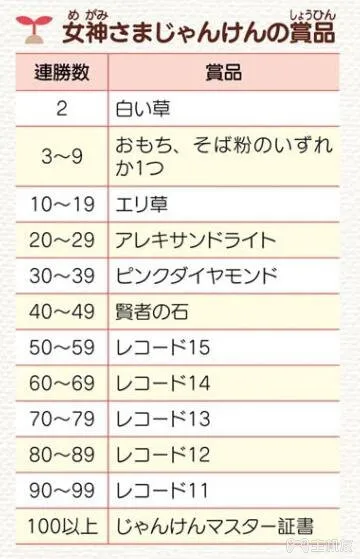 女神さまじゃんけんの賞品
めがみ
しょうひん
連勝数 賞品
2 白い草
3〜9 おもち、そば粉のいずれ
か1つ
10〜19 エリ草
20〜29 アレキサンドライト
30〜39 ピンクダイヤモンド
40〜49 賢者の石
50〜59 レコード15
60〜69 レコード14
70〜79 レコード13
80〜89 レコード12
90〜99 レコード11
100以上 じゃんけんマスター証書